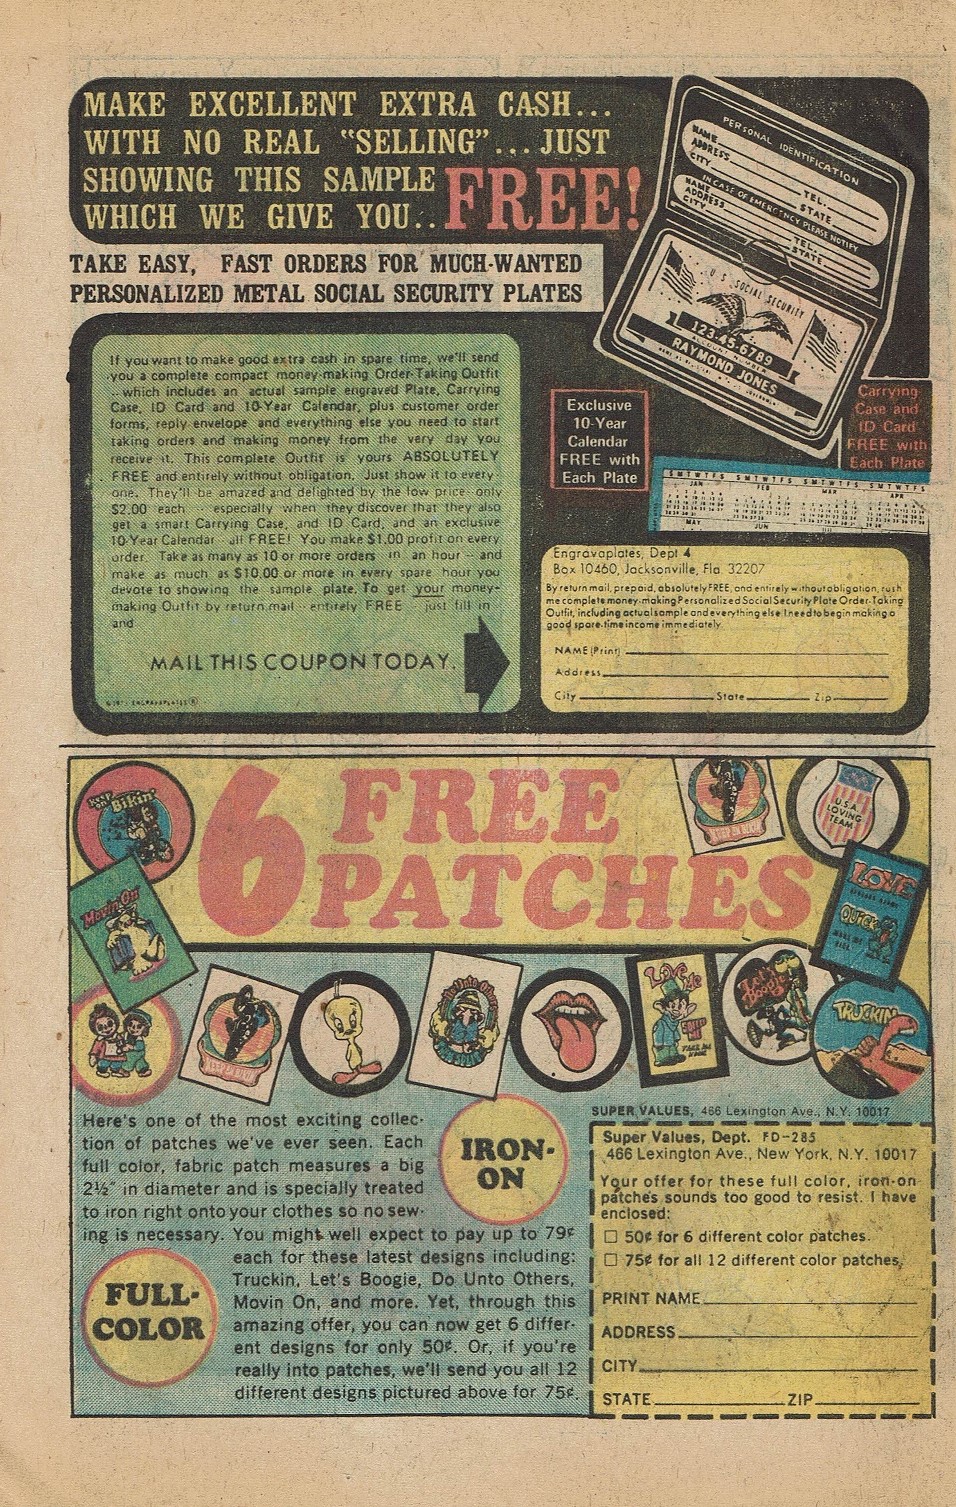 MAKE EXCELLENT EXTRA CASH...
WITH NO REAL "SELLING"... JUST
SHOWING THIS SAMPLE
WHICH WE GIVE YOU.. FREE!
TAKE EASY, FAST ORDERS FOR MUCH-WANTED
PERSONALIZED METAL SOCIAL SECURITY PLATES
PERSONAL IDENTIFICATION
NAME
ADDRESS
CITY
TEL.
STATE
IN CASE OF EMERGENCY PLEASE NOTIFY
NAME
ADDRESS
CITY
TEL.
STATE
U S SOCIAL SECURITY
123-45-6789
ACCOUNT NUMBER
RAYMOND JONES
If you want to make good extra cash in spare time, we'll send
you a complete compact money-making Order-Taking Outfit
-- which includes an actual sample engraved Plate, Carrying
Case, ID Card and 10-Year Calendar, plus customer order
forms, reply envelope and everything else you need to start
taking orders and making money from the very day you
receive it. This complete Outfit is yours ABSOLUTELY
FREE and entirely without obligation. Just show it to every
one. They'll be amazed and delighted by the low price only
$2.00 each -- especially when they discover that they also
get a smart Carrying Case, and ID Card, and an exclusive
10-Year Calendar all FREE! You make $1.00 profit on every
order. Take as many as 10 or more orders in an hour -- and
make as much as $10.00 or more in every spare hour you
devote to showing the sample plate. To get your money-
making Outfit by return mail -- entirely FREE just fill in
and
MAIL THIS COUPON TODAY.
Exclusive
10-Year
Calendar
FREE with
Each Plate
Carrying
Case and
ID Card
FREE with
Each Plate
S M T W T F S S M T W T F S S M T W T F S S M T W T F S
JAN FEB MAR APR
MAY JUN
Engravaplates, Dept 4
Box 10460, Jacksonville, Fla. 32207
By return mail, prepaid, absolutely FREE, and entirely without obligation, rush
me complete money-making Personalized Social Security Plate Order-Taking
Outfit, including actual sample and everything else I need to begin making a
good spare-time income immediately.
NAME (Print)
Address
City State Zip
6 FREE
PATCHES
Keep on Bikin'
KEEP ON BIKIN'
U.S.A.
LOVING
TEAM
Movin On
LOVE
QUICK
KEEP ON BIKIN'
Do Unto Others
LOVE
Let's
Boogie
TRUCKIN
Here's one of the most exciting collec-
tion of patches we've ever seen. Each
full color, fabric patch measures a big
2½" in diameter and is specially treated
to iron right onto your clothes so no sew-
ing is necessary. You might well expect to pay up to 79¢
each for these latest designs including:
Truckin, Let's Boogie, Do Unto Others,
Movin On, and more. Yet, through this
amazing offer, you can now get 6 differ-
ent designs for only 50¢. Or, if you're
really into patches, we'll send you all 12
different designs pictured above for 75¢.
IRON-
ON
FULL-
COLOR
SUPER VALUES, 466 Lexington Ave., N.Y. 10017
Super Values, Dept. FD-285
466 Lexington Ave., New York, N.Y. 10017
Your offer for these full color, iron-on
patches sounds too good to resist. I have
enclosed:
☐ 50¢ for 6 different color patches.
☐ 75¢ for all 12 different color patches.
PRINT NAME
ADDRESS
CITY
STATE ZIP